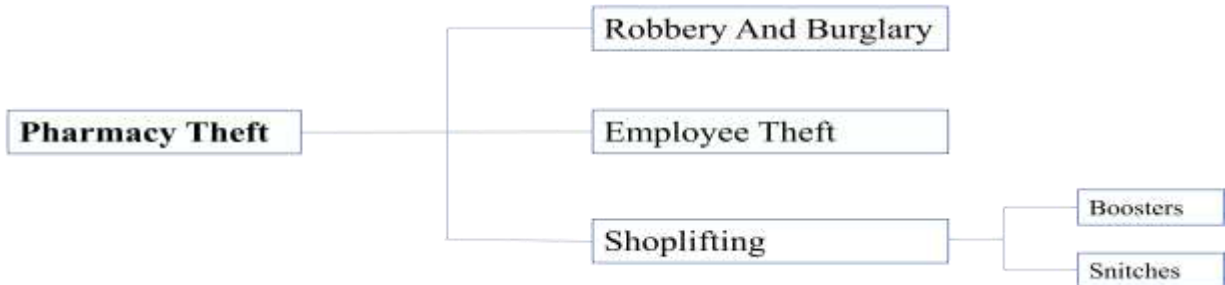 Robbery And Burglary
Pharmacy Theft
Employee Theft
Shoplifting
Boosters
Snitches